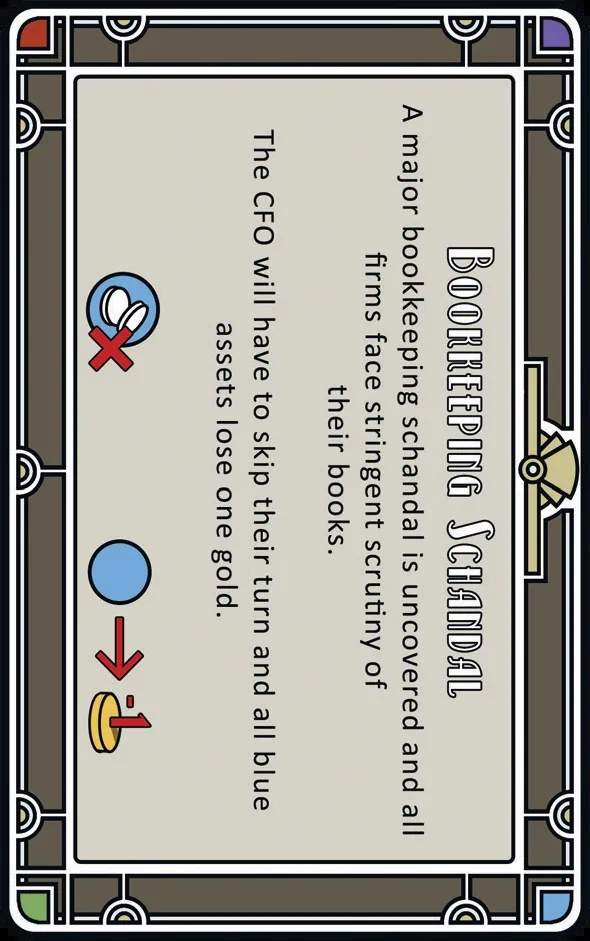 Bookkeeping Schandal
A major bookkeeping schandal is uncovered and all
firms face stringent scrutiny of
their books.
The CFO will have to skip their turn and all blue
assets lose one gold.
-1